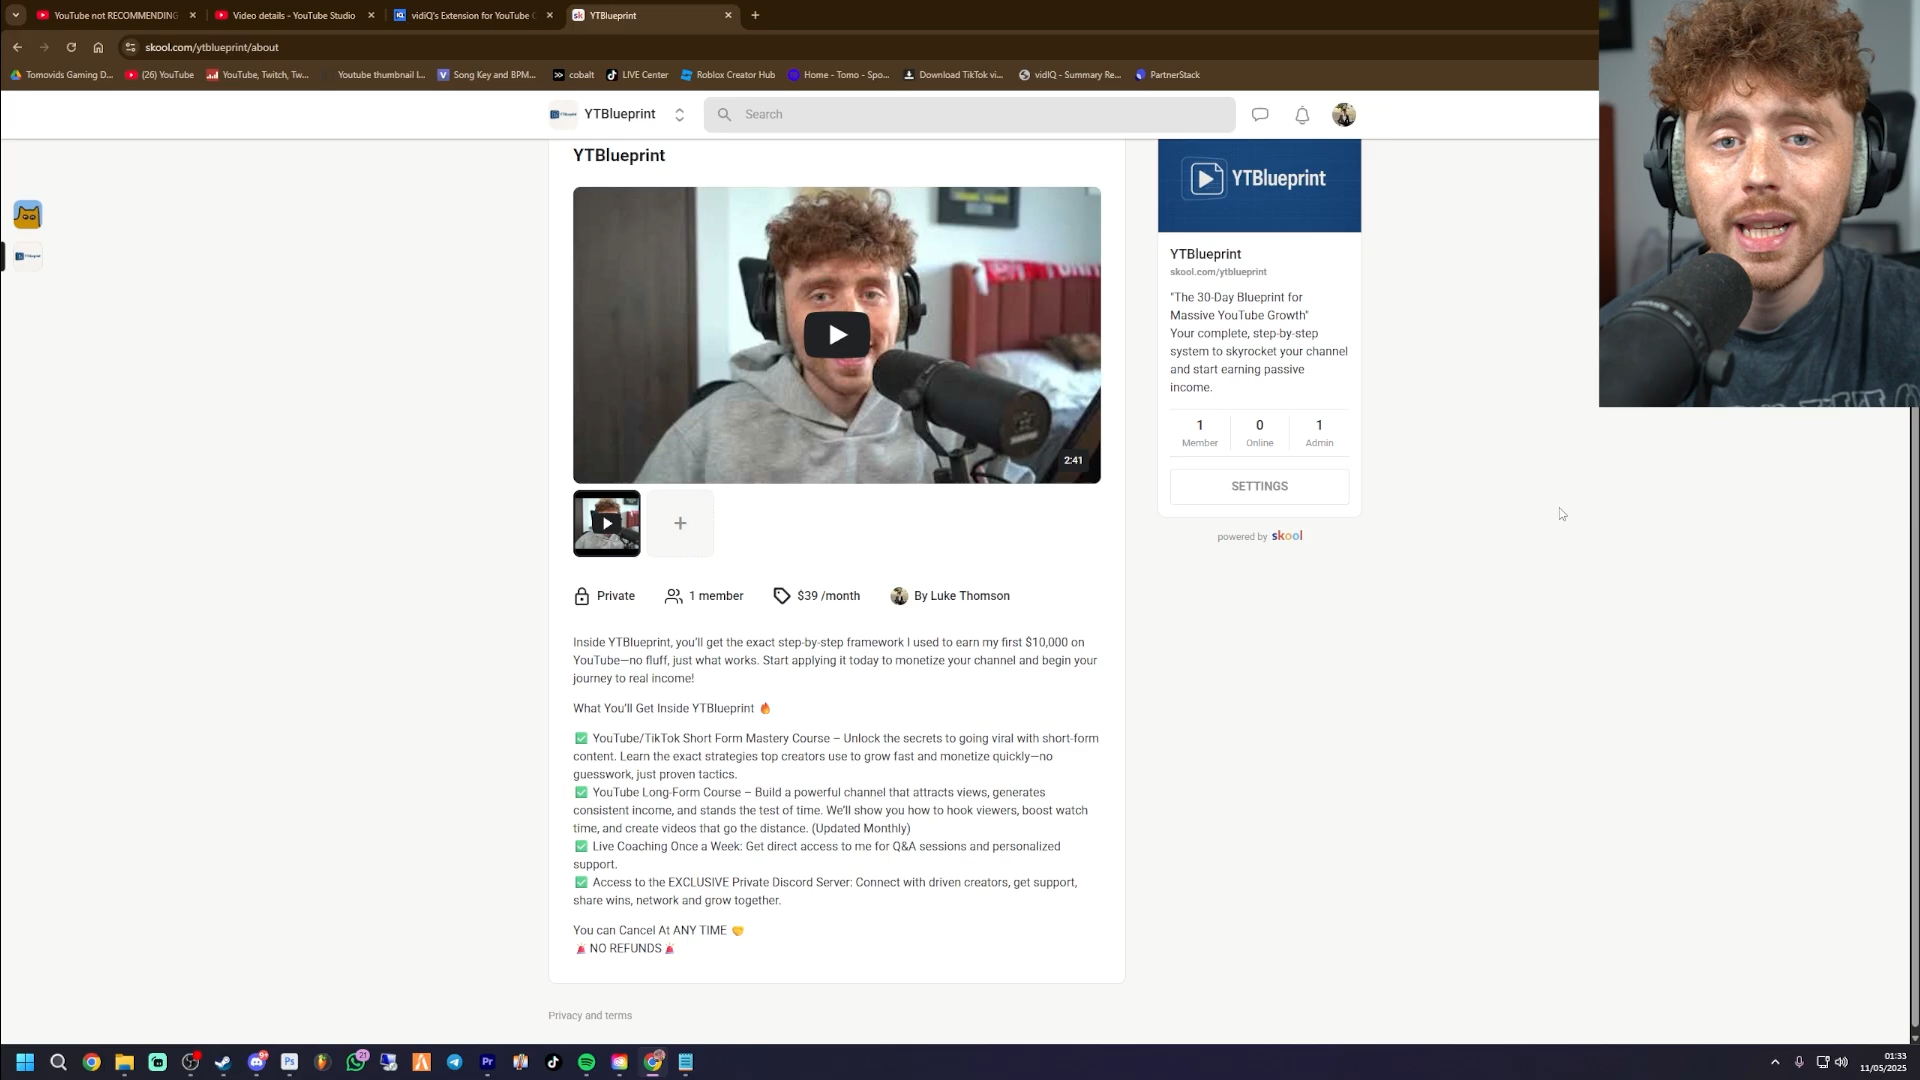 YouTube not RECOMMENDING
Video details - YouTube Studio
vidiQ's Extension for YouTube C
YTBlueprint
skool.com/ytblueprint/about
Tomovids Gaming D...
(26) YouTube
YouTube, Twitch, Tw...
Youtube thumbnail I...
Song Key and BPM...
cobalt
LIVE Center
Roblox Creator Hub
Home - Tomo - Spo...
Download TikTok vi...
vidIQ - Summary Re...
PartnerStack
YTBlueprint
Search
YTBlueprint
2:41
Private
1 member
$39 /month
By Luke Thomson
Inside YTBlueprint, you'll get the exact step-by-step framework I used to earn my first $10,000 on
YouTube—no fluff, just what works. Start applying it today to monetize your channel and begin your
journey to real income!
What You'll Get Inside YTBlueprint 🔥
✅ YouTube/TikTok Short Form Mastery Course – Unlock the secrets to going viral with short-form
content. Learn the exact strategies top creators use to grow fast and monetize quickly—no
guesswork, just proven tactics.
✅ YouTube Long-Form Course – Build a powerful channel that attracts views, generates
consistent income, and stands the test of time. We'll show you how to hook viewers, boost watch
time, and create videos that go the distance. (Updated Monthly)
✅ Live Coaching Once a Week: Get direct access to me for Q&A sessions and personalized
support.
✅ Access to the EXCLUSIVE Private Discord Server: Connect with driven creators, get support,
share wins, network and grow together.
You can Cancel At ANY TIME 🤝
🚨 NO REFUNDS🚨
Privacy and terms
YTBlueprint
YTBlueprint
skool.com/ytblueprint
"The 30-Day Blueprint for
Massive YouTube Growth"
Your complete, step-by-step
system to skyrocket your channel
and start earning passive
income.
1
Member
0
Online
1
Admin
SETTINGS
powered by skool
01:33
11/05/2025